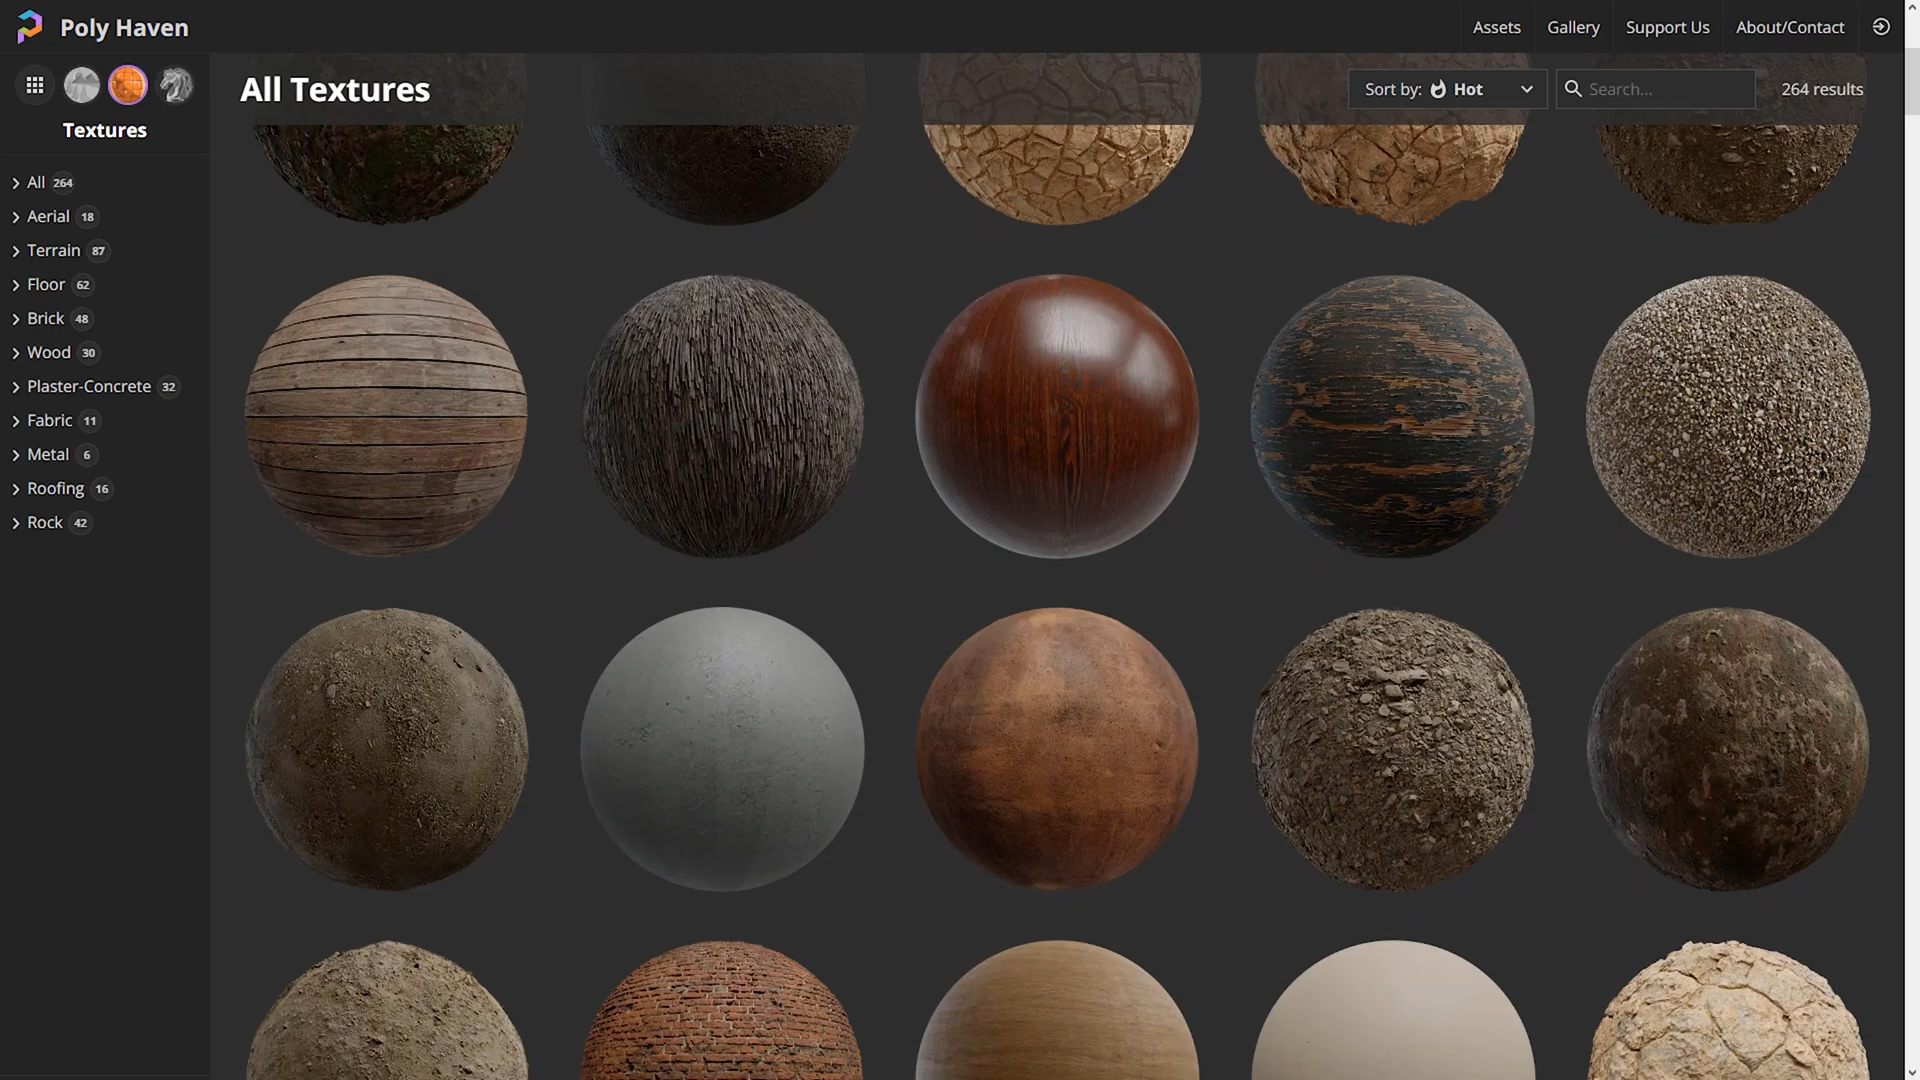 Poly Haven
Assets
Gallery
Support Us
About/Contact
Textures
All 264
Aerial 18
Terrain 87
Floor 62
Brick 48
Wood 30
Plaster-Concrete 32
Fabric 11
Metal 6
Roofing 16
Rock 42
All Textures
Sort by: Hot
Search...
264 results